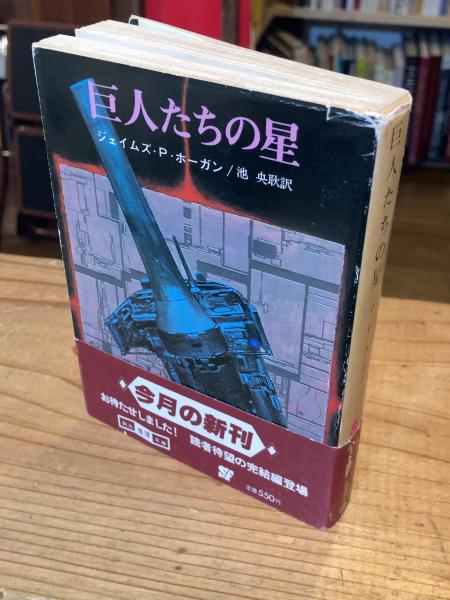 巨人たちの星
ジェイムズ・P・ホーガン/池 央耿訳
今月の新刊
お待たせしました! 読者待望の完結編登場
SF
定価550円
巨人たちの星